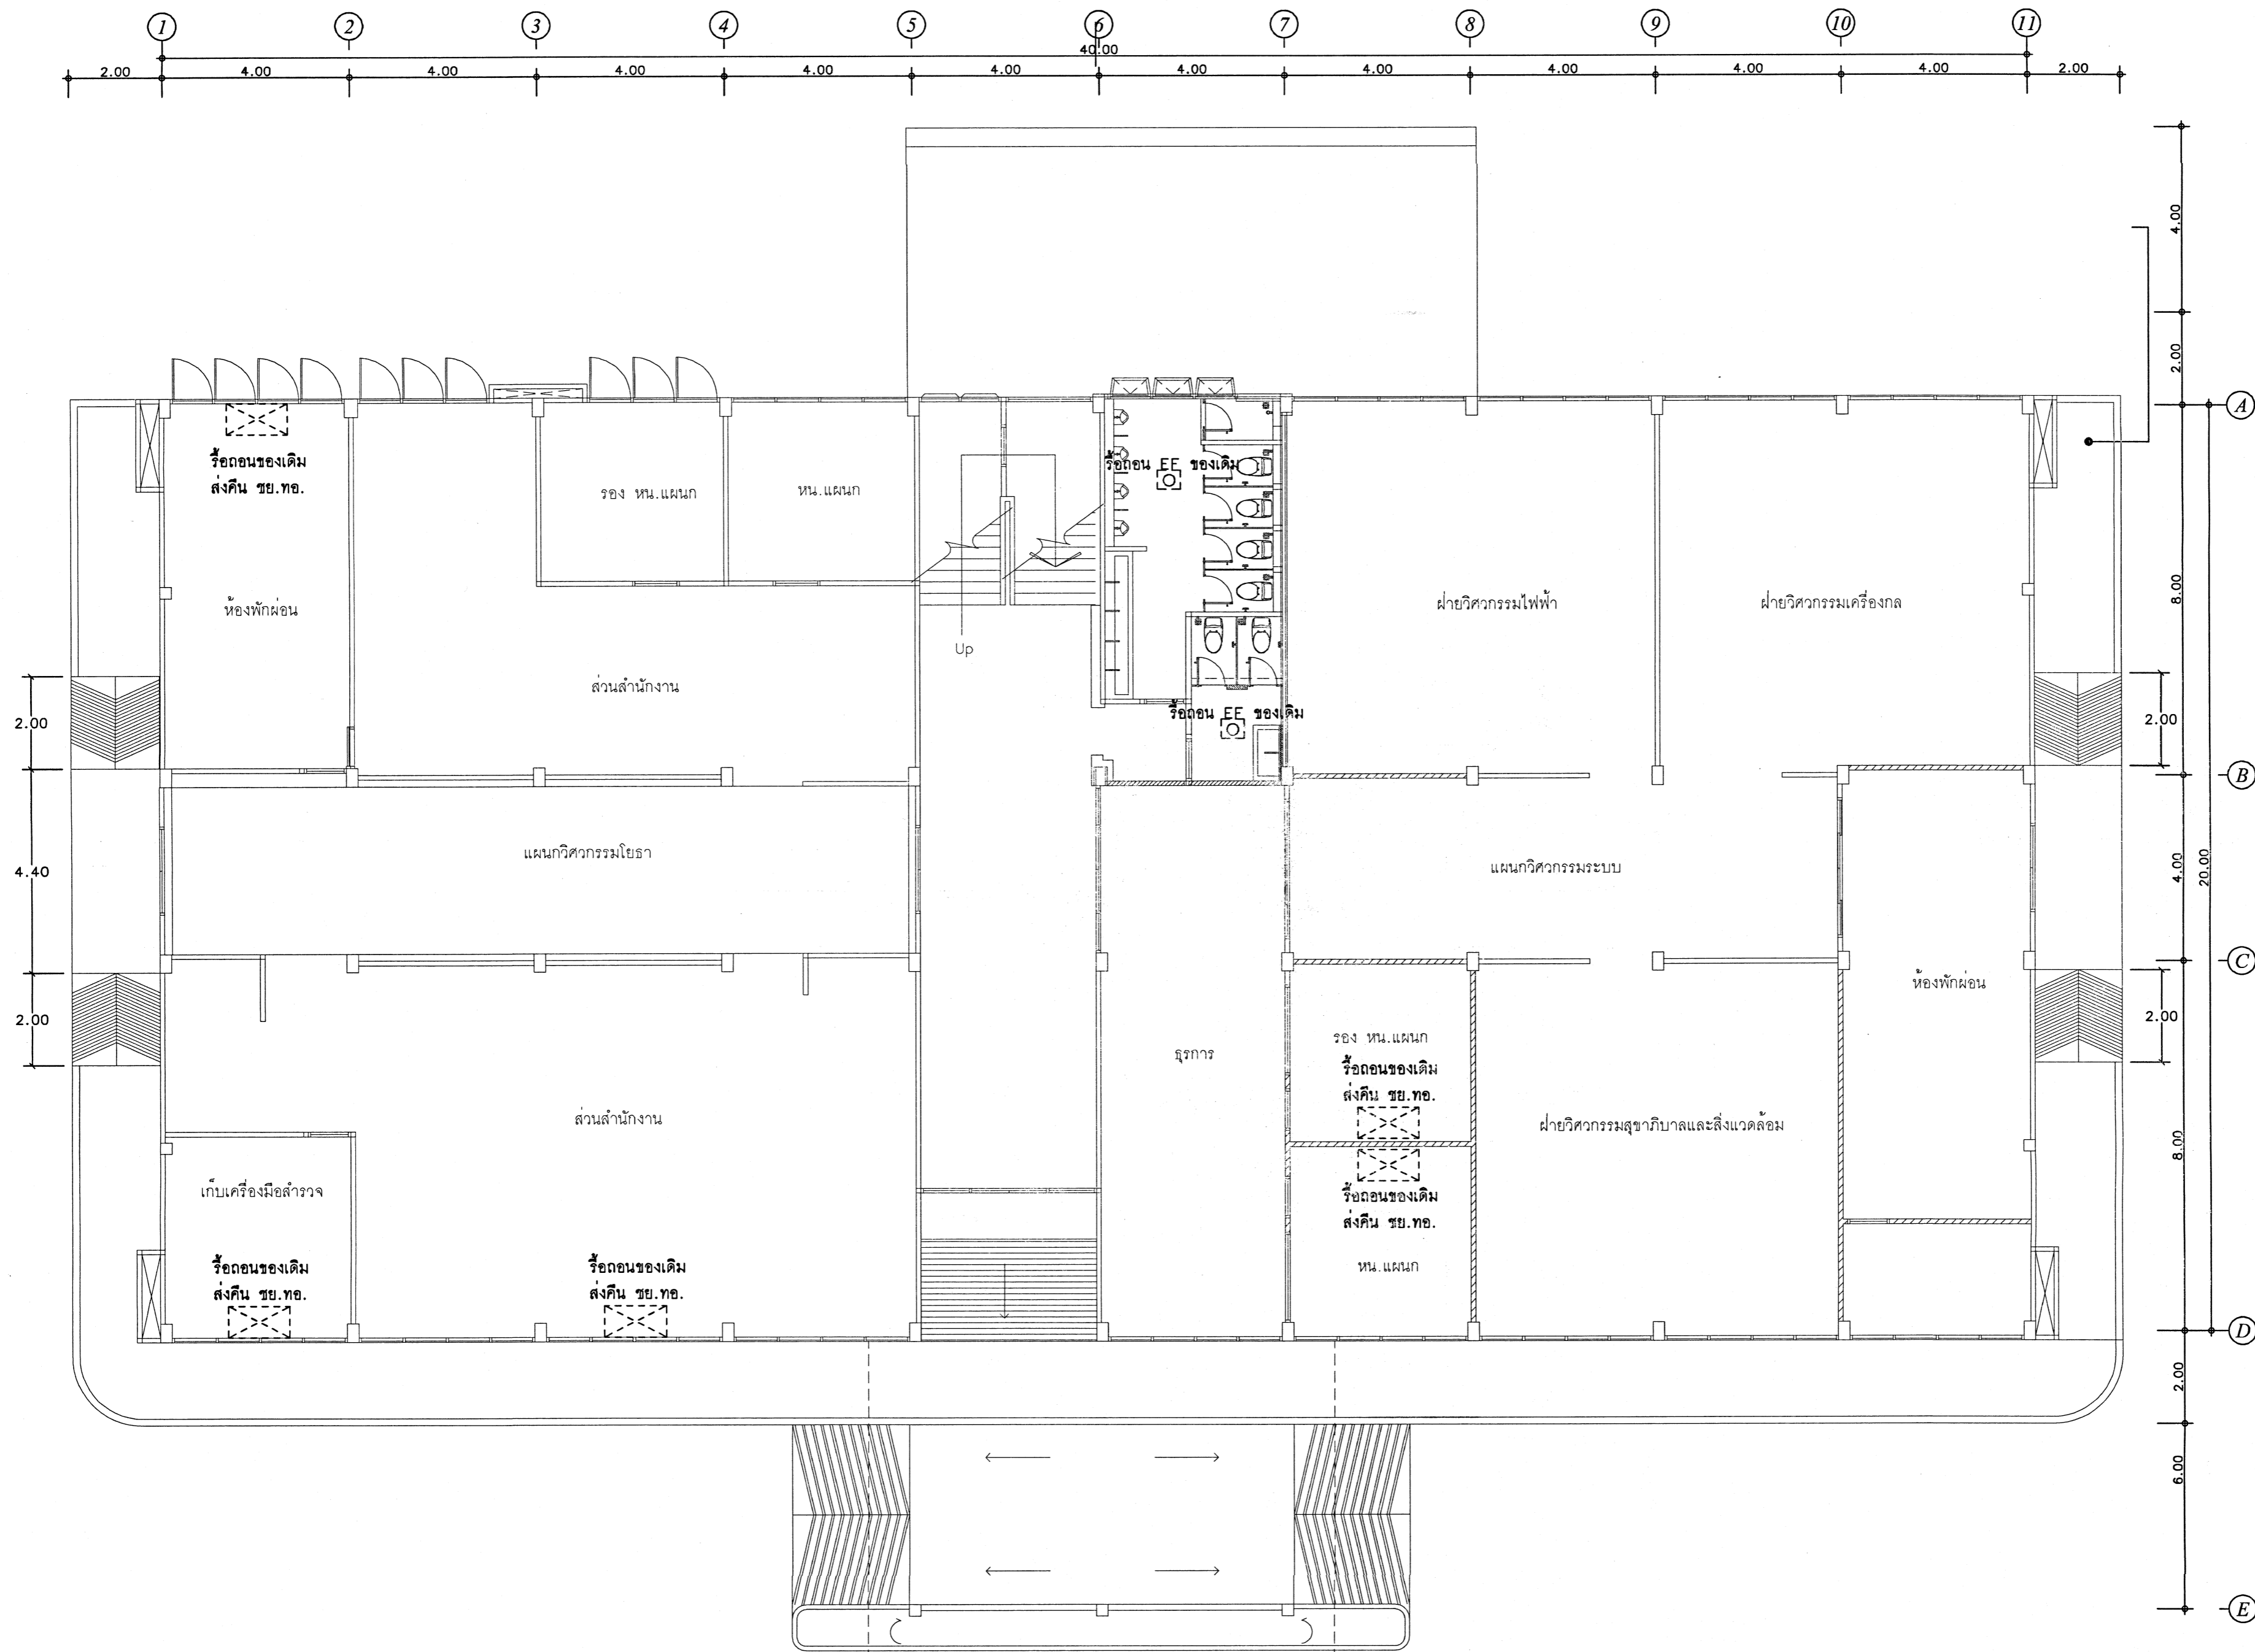 1 2 3 4 5 6 7 8 9 10 11
40.00
2.00 4.00 4.00 4.00 4.00 4.00 4.00 4.00 4.00 4.00 4.00 2.00
4.00
2.00
A
รื้อถอนของเดิม
ส่งคืน ชย.ทอ.
รอง หน.แผนก
หน.แผนก
รื้อถอน EF ของเดิม
ห้องพักผ่อน
ฝ่ายวิศวกรรมไฟฟ้า
ฝ่ายวิศวกรรมเครื่องกล
8.00
Up
ส่วนสำนักงาน
รื้อถอน EF ของเดิม
2.00
2.00
B
แผนกวิศวกรรมโยธา
แผนกวิศวกรรมระบบ
4.40
4.00
20.00
C
ห้องพักผ่อน
2.00
2.00
รอง หน.แผนก
ธุรการ
รื้อถอนของเดิม
ส่งคืน ชย.ทอ.
ส่วนสำนักงาน
ฝ่ายวิศวกรรมสุขาภิบาลและสิ่งแวดล้อม
8.00
เก็บเครื่องมือสำรวจ
รื้อถอนของเดิม
ส่งคืน ชย.ทอ.
หน.แผนก
รื้อถอนของเดิม
ส่งคืน ชย.ทอ.
รื้อถอนของเดิม
ส่งคืน ชย.ทอ.
D
2.00
6.00
E